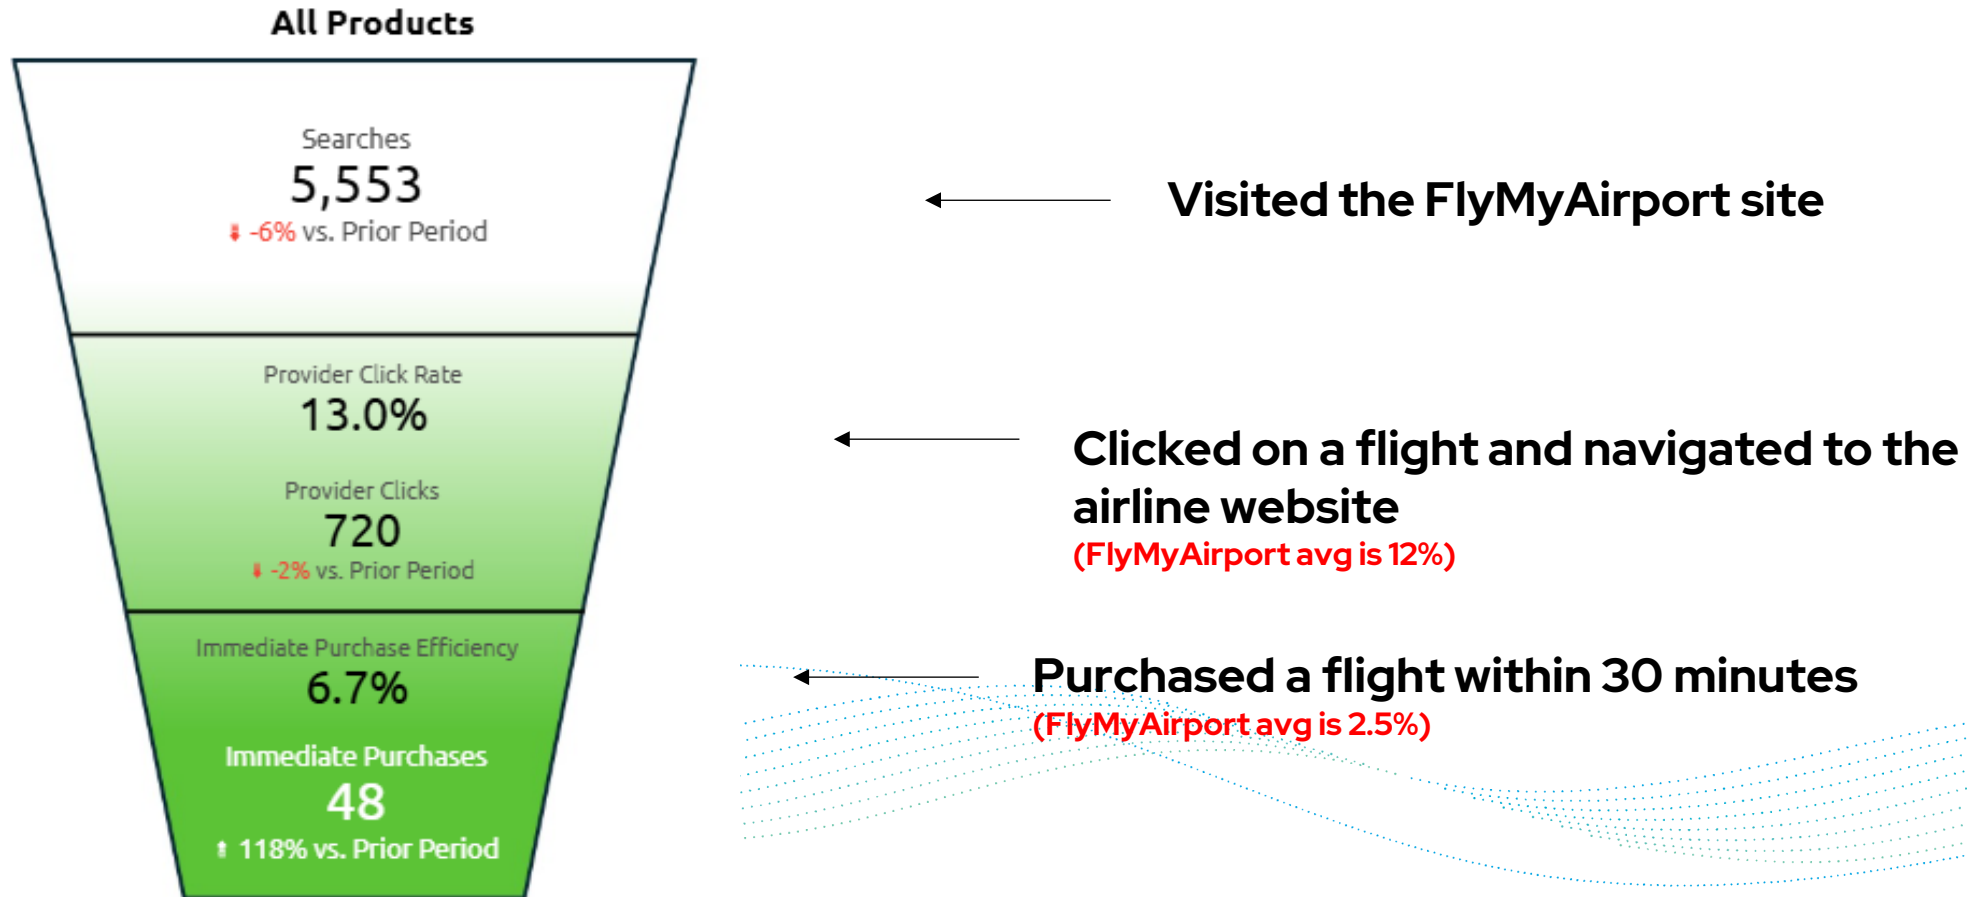 All Products
Searches
5,553
⬇ -6% vs. Prior Period
Visited the FlyMyAirport site
Provider Click Rate
13.0%
Provider Clicks
720
⬇ -2% vs. Prior Period
Clicked on a flight and navigated to the
airline website
(FlyMyAirport avg is 12%)
Immediate Purchase Efficiency
6.7%
Immediate Purchases
48
⬆ 118% vs. Prior Period
Purchased a flight within 30 minutes
(FlyMyAirport avg is 2.5%)